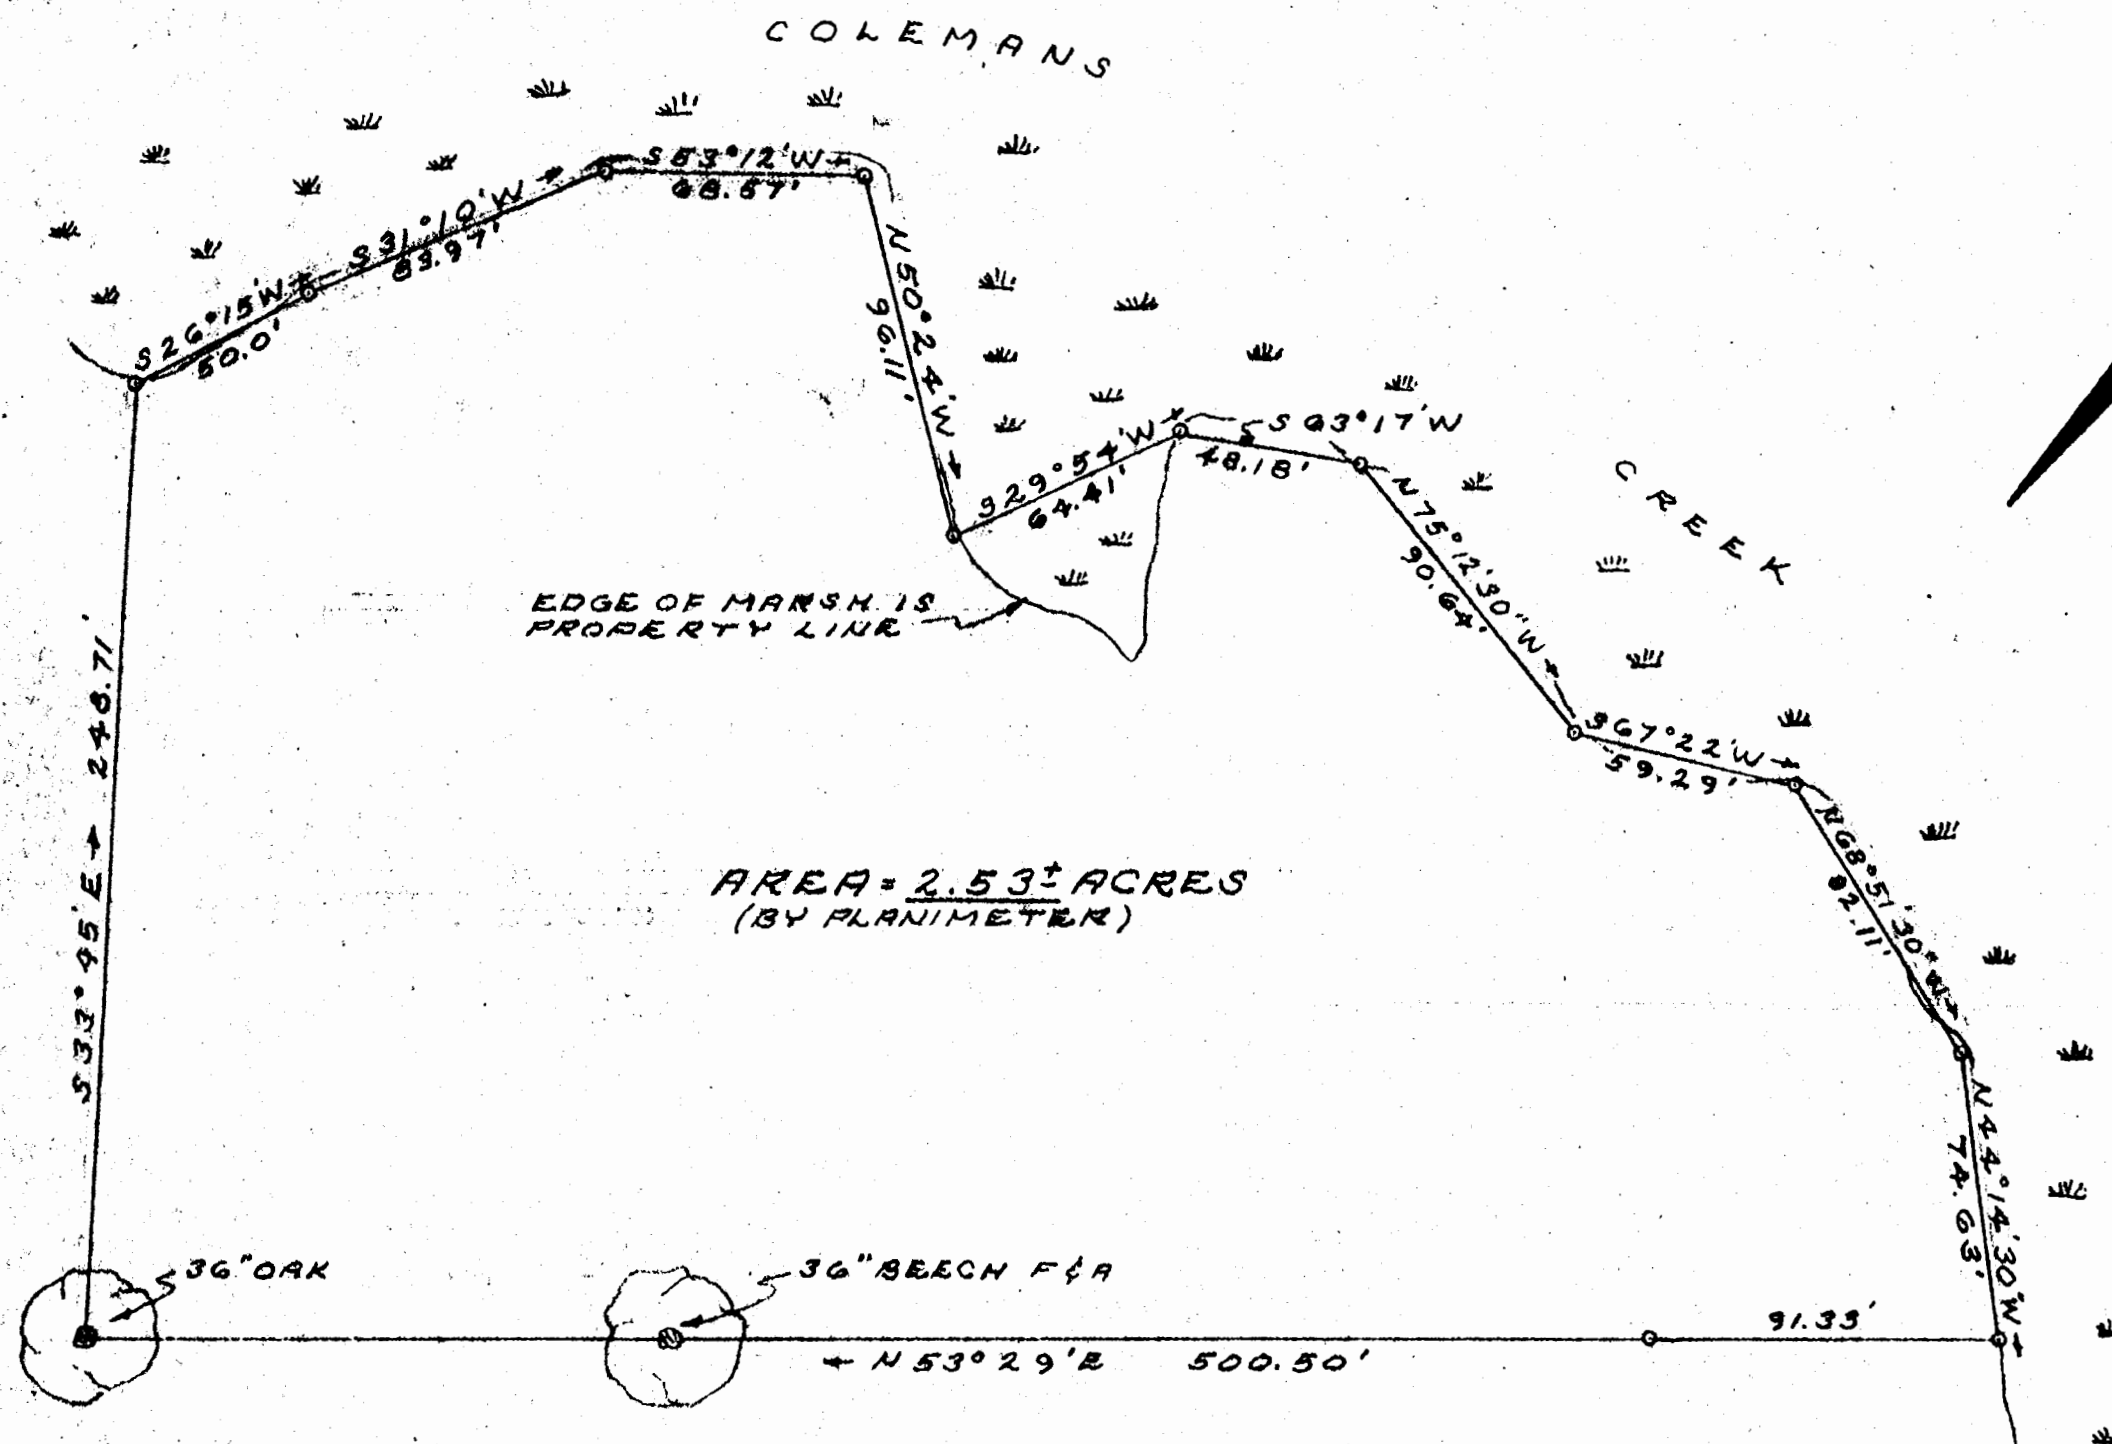 COLEMANS
S 53°12'W
68.57'
S 31°10'W
83.97'
S 26°15'W
50.0'
N 50°24'W
96.11'
S 29°54'W
64.41'
S 63°17'W
48.18'
CREEK
N 75°12'30"W
90.64'
EDGE OF MARSH IS
PROPERTY LINE
S 67°22'W
59.29'
S 33°45'E 248.71'
AREA = 2.53± ACRES
(BY PLANIMETER)
N 68°51'30"W
82.11'
N 44°14'30"W
74.63'
36" OAK
36" BEECH F & A
91.33'
N 53°29'E 500.50'